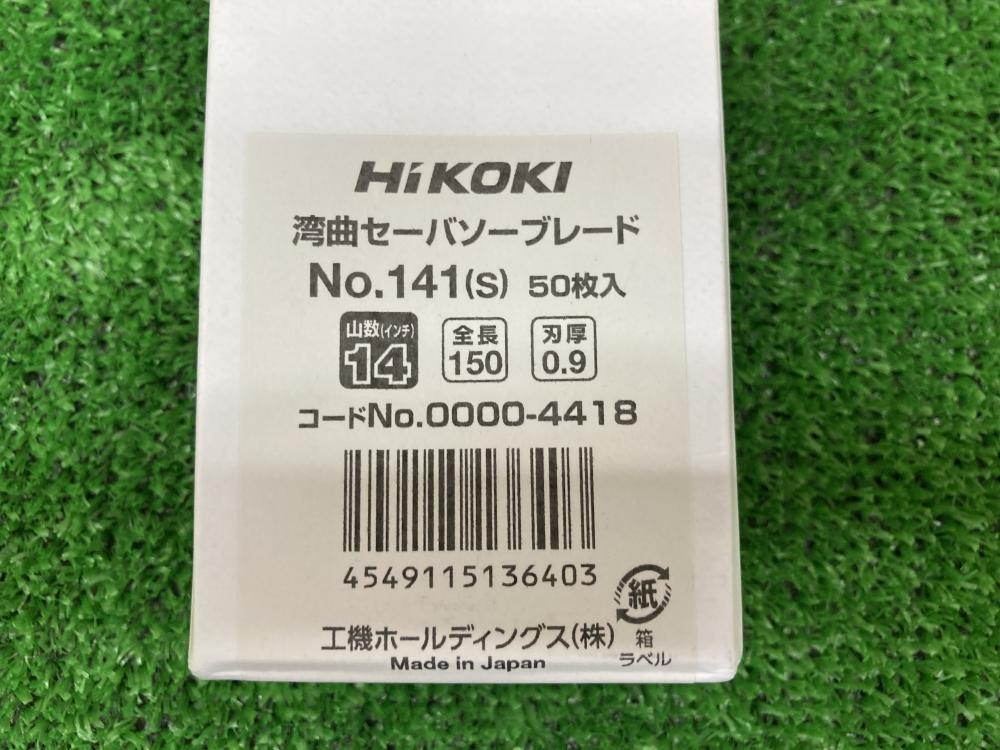 HiKOKI
湾曲セーバソーブレード
No.141(S) 50枚入
山数(インチ) 14
全長 150
刃厚 0.9
コードNo.0000-4418
4549115136403
紙
箱
ラベル
工機ホールディングス(株)
Made in Japan